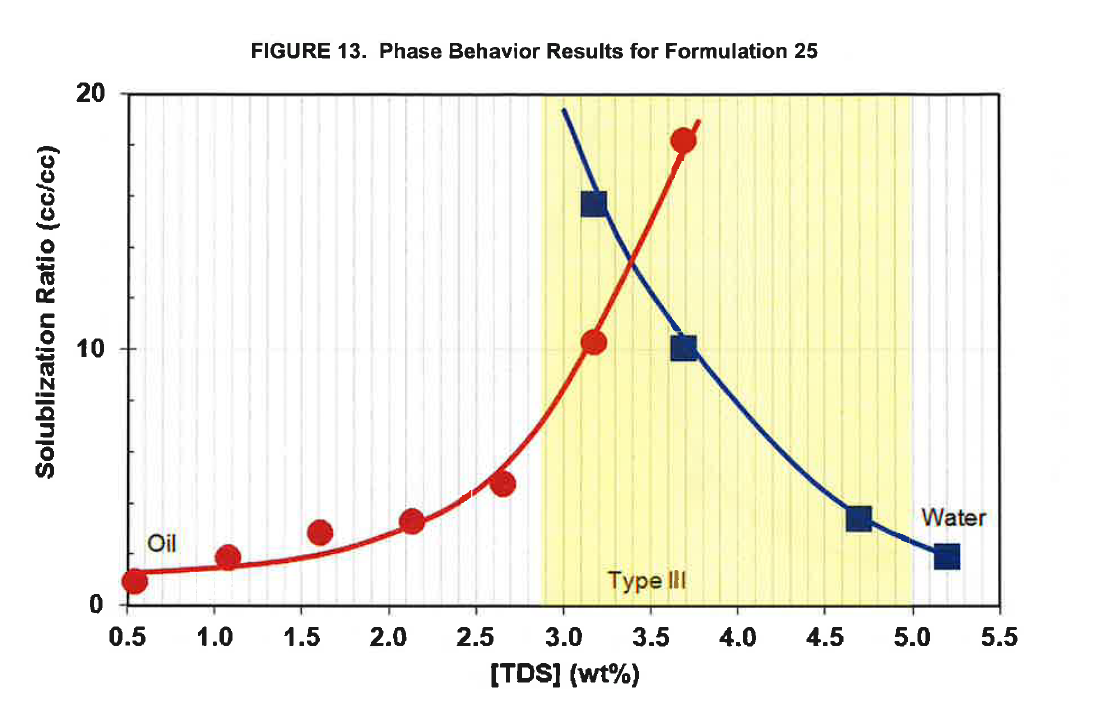 FIGURE 13. Phase Behavior Results for Formulation 25
20
10
0
Solublization Ratio (cc/cc)
Oil
Water
Type III
0.5 1.0 1.5 2.0 2.5 3.0 3.5 4.0 4.5 5.0 5.5
[TDS] (wt%)